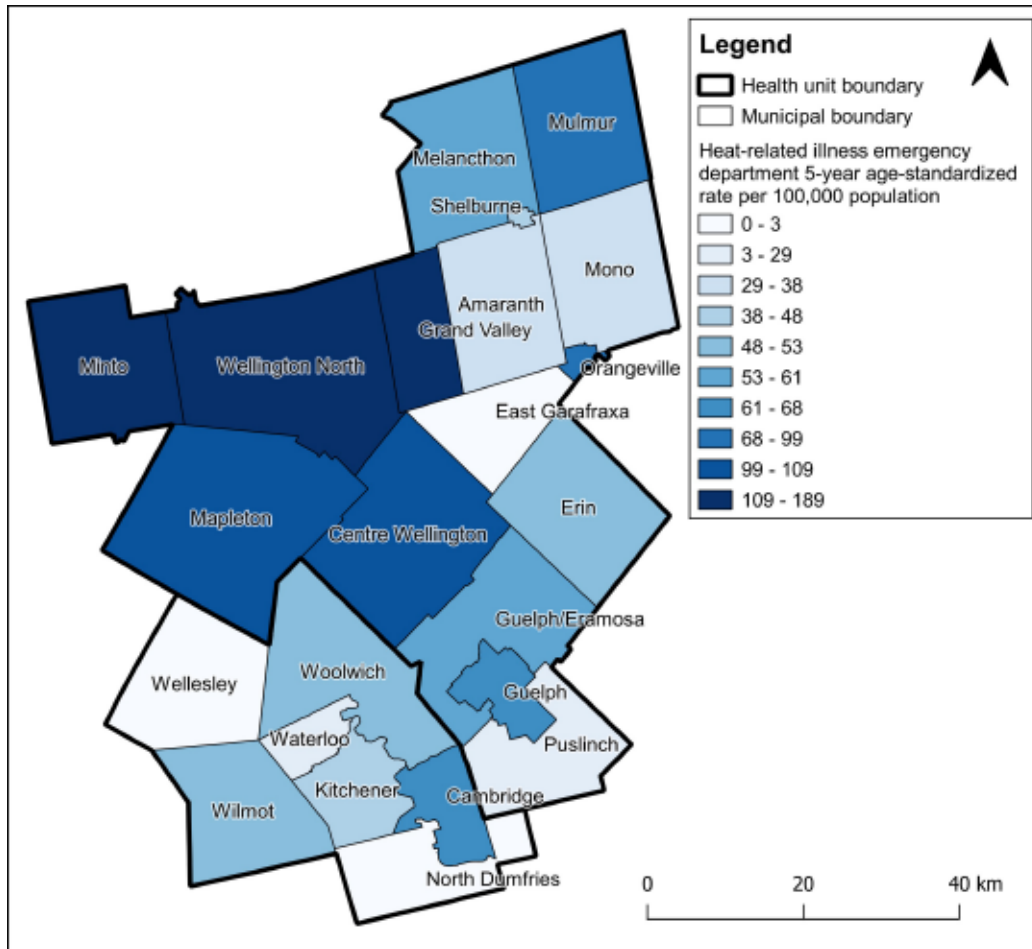 Legend
Health unit boundary
Municipal boundary
Heat-related illness emergency
department 5-year age-standardized
rate per 100,000 population
0 - 3
3 - 29
29 - 38
38 - 48
48 - 53
53 - 61
61 - 68
68 - 99
99 - 109
109 - 189
Mulmur
Melancthon
Shelburne
Mono
Amaranth
Grand Valley
Minto
Wellington North
Orangeville
East Garafraxa
Erin
Mapleton
Centre Wellington
Guelph/Eramosa
Woolwich
Wellesley
Guelph
Waterloo
Puslinch
Kitchener
Cambridge
Wilmot
North Dumfries
0 20 40 km